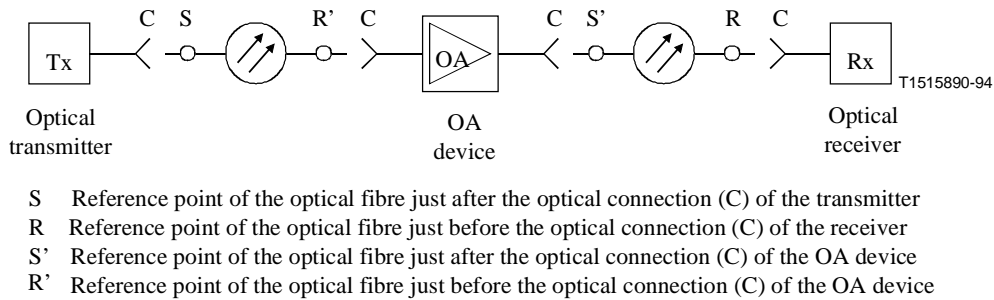 C S R’ C C S’ R C
Tx OA Rx
T1515890-94
Optical transmitter
OA device
Optical receiver
S Reference point of the optical fibre just after the optical connection (C) of the transmitter
R Reference point of the optical fibre just before the optical connection (C) of the receiver
S’ Reference point of the optical fibre just after the optical connection (C) of the OA device
R’ Reference point of the optical fibre just before the optical connection (C) of the OA device